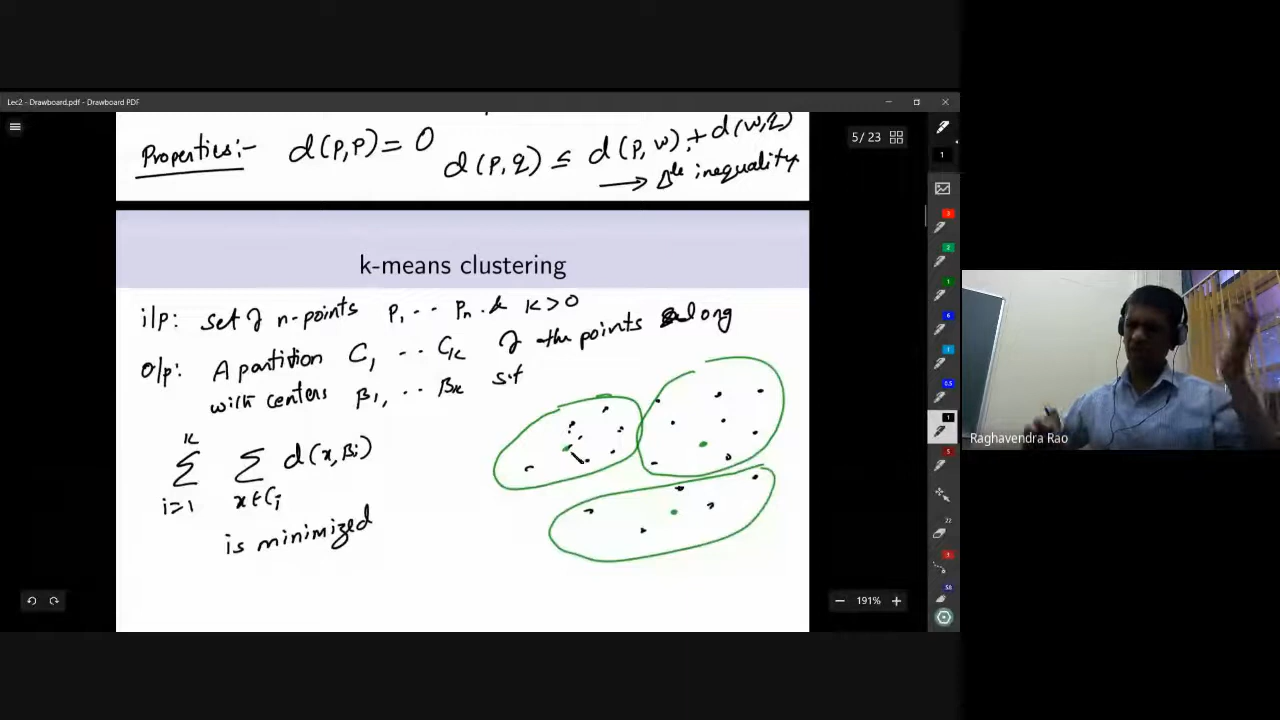 Lec2 - Drawboard.pdf - Drawboard PDF
Properties:- d(p,p) = 0 d(p,q) ≤ d(p,w) + d(w,q)
→ Δle inequality
5 / 23
k-means clustering
i/p: set of n-points p1 .. pn & k > 0
o/p: A partition C1, .. Ck of the points along
with centers β1, .. βk s.t
k
Σ Σ d(x, βi)
i=1 x∈Ci
is minimized
Raghavendra Rao
191%